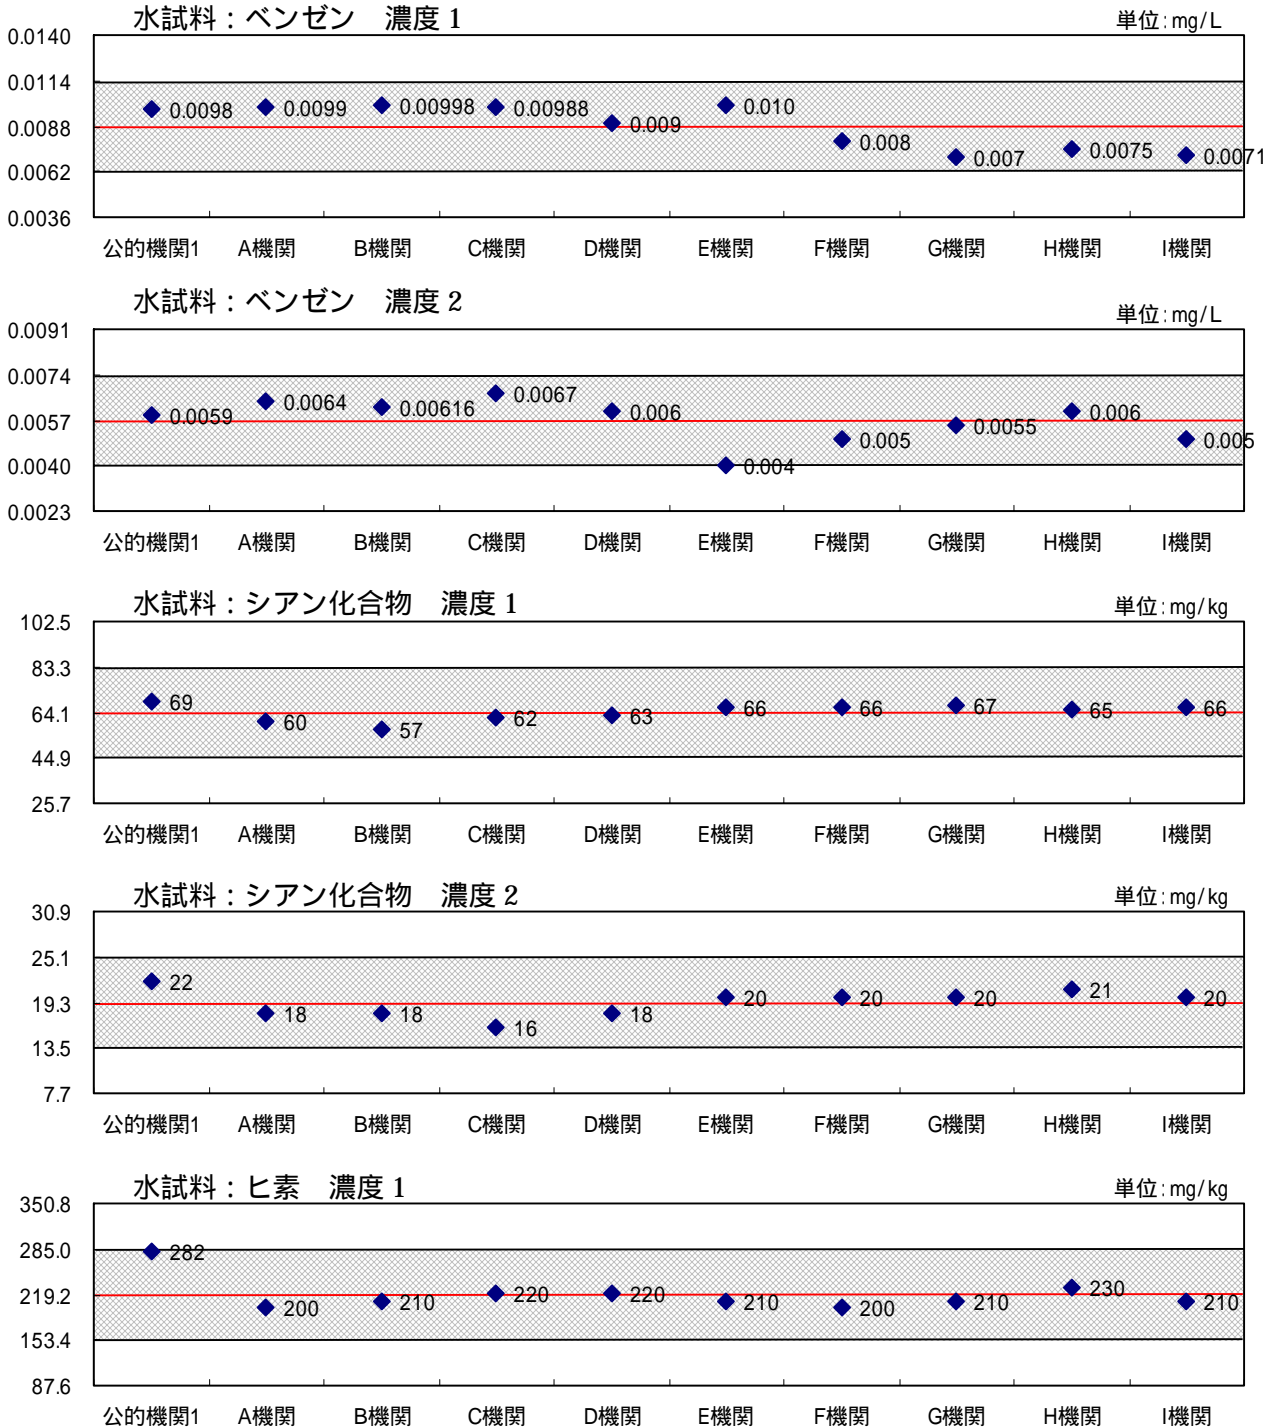 水試料：ベンゼン　濃度 1
単位：mg/L
0.0140
0.0114
0.0088
0.0062
0.0036
0.0098 0.0099 0.00998 0.00988 0.009 0.010 0.008 0.007 0.0075 0.0071
公的機関1 A機関 B機関 C機関 D機関 E機関 F機関 G機関 H機関 I機関
水試料：ベンゼン　濃度 2
単位：mg/L
0.0091
0.0074
0.0057
0.0040
0.0023
0.0059 0.0064 0.00616 0.0067 0.006 0.004 0.005 0.0055 0.006 0.005
公的機関1 A機関 B機関 C機関 D機関 E機関 F機関 G機関 H機関 I機関
水試料：シアン化合物　濃度 1
単位：mg/kg
102.5
83.3
64.1
44.9
25.7
69 60 57 62 63 66 66 67 65 66
公的機関1 A機関 B機関 C機関 D機関 E機関 F機関 G機関 H機関 I機関
水試料：シアン化合物　濃度 2
単位：mg/kg
30.9
25.1
19.3
13.5
7.7
22 18 18 16 18 20 20 20 21 20
公的機関1 A機関 B機関 C機関 D機関 E機関 F機関 G機関 H機関 I機関
水試料：ヒ素　濃度 1
単位：mg/kg
350.8
285.0
219.2
153.4
87.6
282 200 210 220 220 210 200 210 230 210
公的機関1 A機関 B機関 C機関 D機関 E機関 F機関 G機関 H機関 I機関